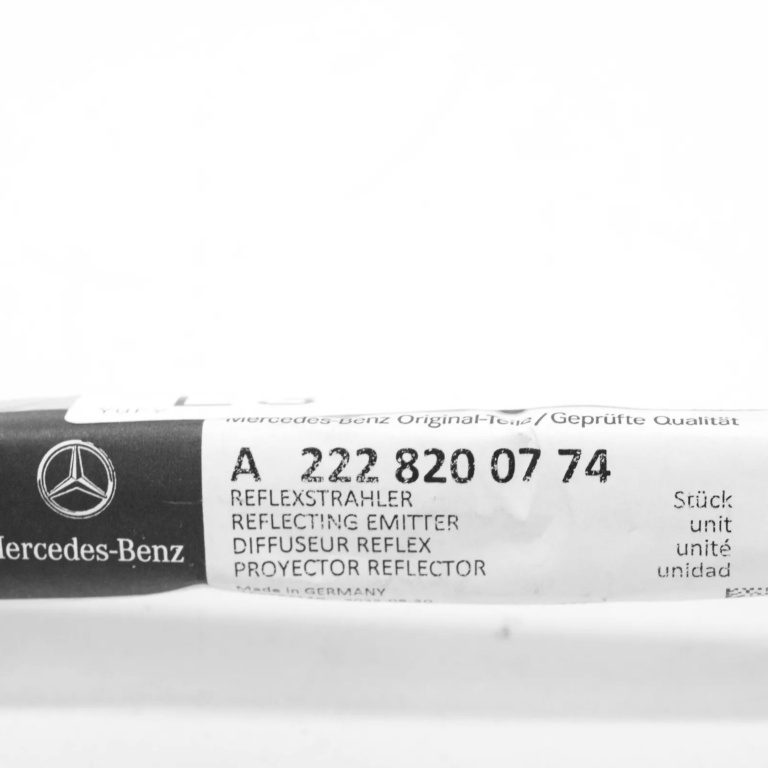 Mercedes-Benz Original-Teile / Geprüfte Qualität
A 222 820 07 74
REFLEXSTRAHLER Stück
REFLECTING EMITTER unit
DIFFUSEUR REFLEX unité
PROYECTOR REFLECTOR unidad
Mercedes-Benz
Made in GERMANY